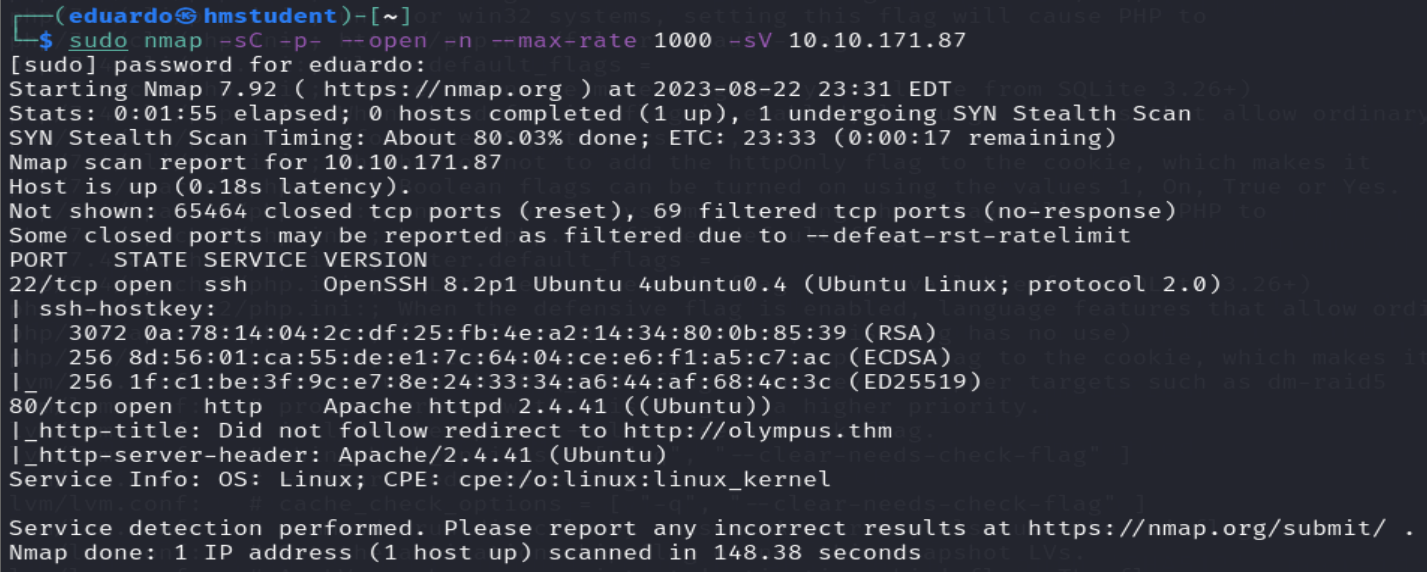 ┌──(eduardo㉿hmstudent)-[~]
└─$ sudo nmap -sC -p- --open -n --max-rate 1000 -sV 10.10.171.87
[sudo] password for eduardo:
Starting Nmap 7.92 ( https://nmap.org ) at 2023-08-22 23:31 EDT
Stats: 0:01:55 elapsed; 0 hosts completed (1 up), 1 undergoing SYN Stealth Scan
SYN Stealth Scan Timing: About 80.03% done; ETC: 23:33 (0:00:17 remaining)
Nmap scan report for 10.10.171.87
Host is up (0.18s latency).
Not shown: 65464 closed tcp ports (reset), 69 filtered tcp ports (no-response)
Some closed ports may be reported as filtered due to --defeat-rst-ratelimit
PORT   STATE SERVICE VERSION
22/tcp open  ssh     OpenSSH 8.2p1 Ubuntu 4ubuntu0.4 (Ubuntu Linux; protocol 2.0)
| ssh-hostkey:
|   3072 0a:78:14:04:2c:df:25:fb:4e:a2:14:34:80:0b:85:39 (RSA)
|   256 8d:56:01:ca:55:de:e1:7c:64:04:ce:e6:f1:a5:c7:ac (ECDSA)
|_  256 1f:c1:be:3f:9c:e7:8e:24:33:34:a6:44:af:68:4c:3c (ED25519)
80/tcp open  http    Apache httpd 2.4.41 ((Ubuntu))
|_http-title: Did not follow redirect to http://olympus.thm
|_http-server-header: Apache/2.4.41 (Ubuntu)
Service Info: OS: Linux; CPE: cpe:/o:linux:linux_kernel
Service detection performed. Please report any incorrect results at https://nmap.org/submit/ .
Nmap done: 1 IP address (1 host up) scanned in 148.38 seconds